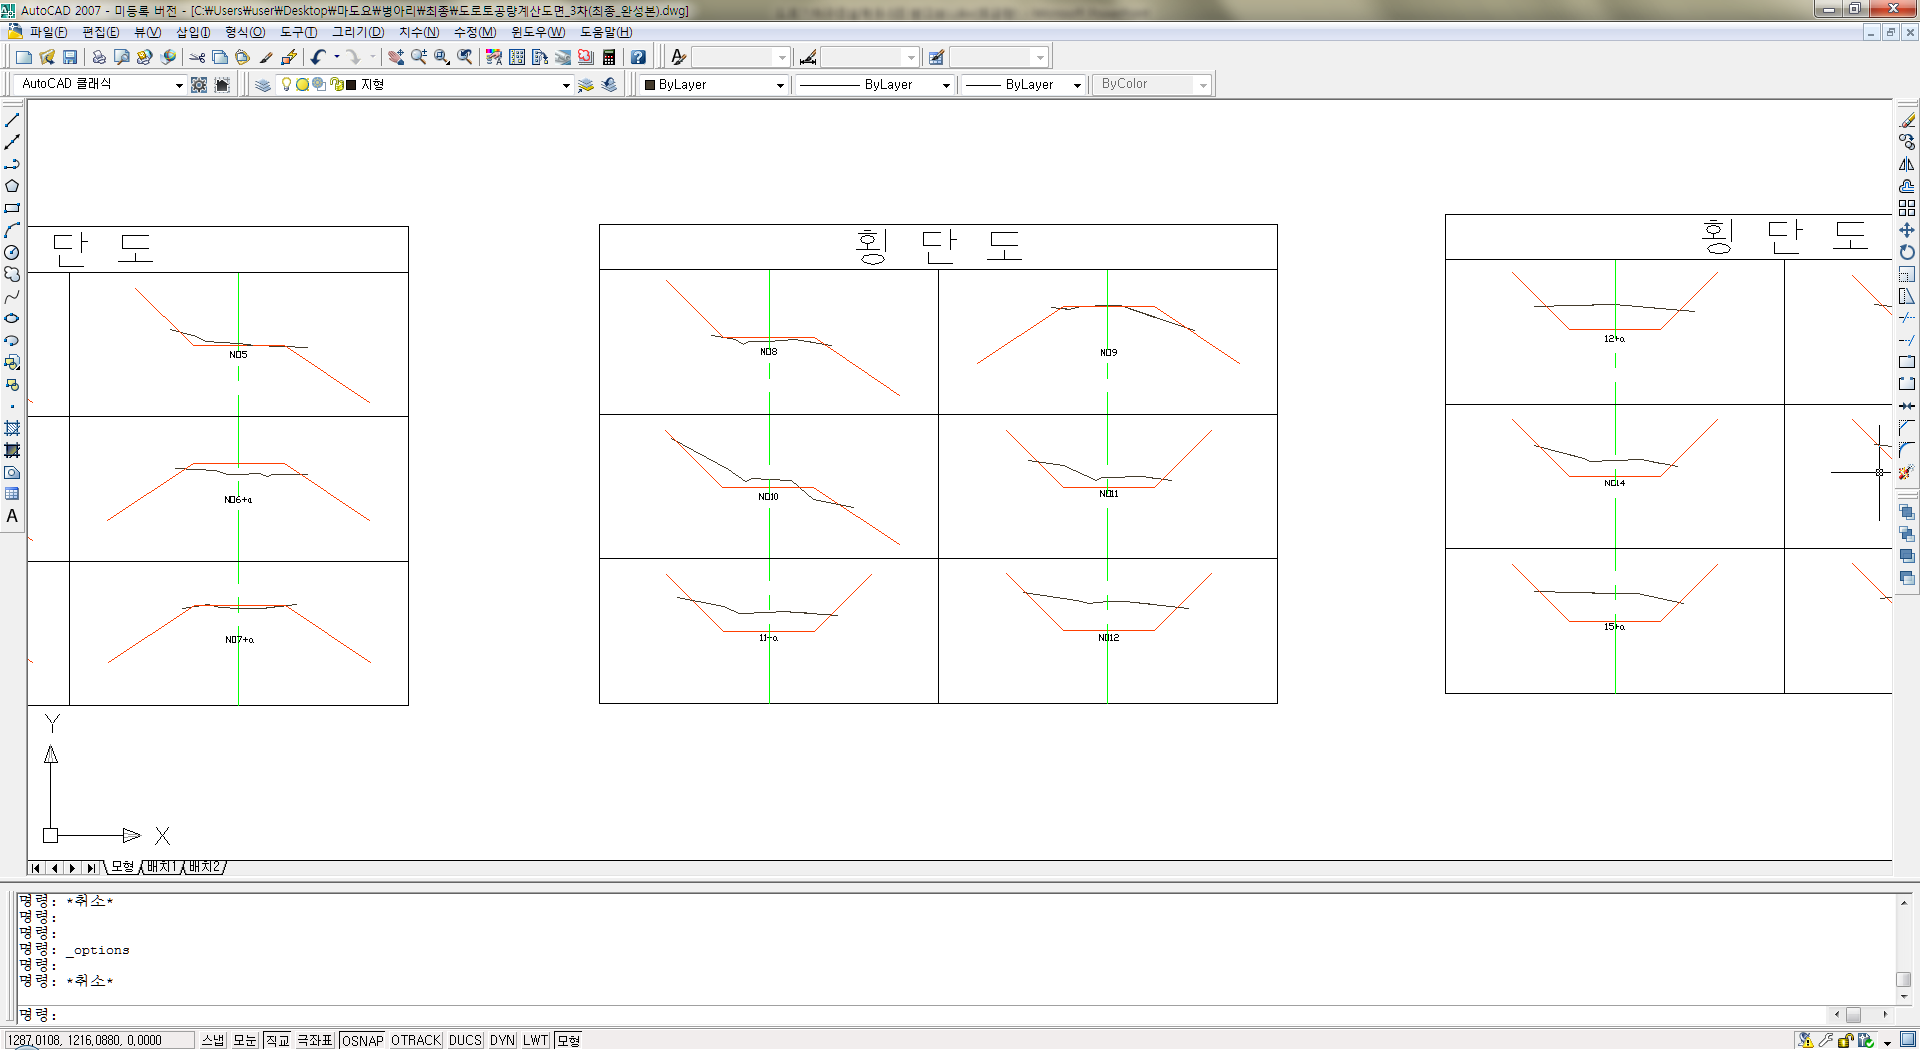 AutoCAD 2007 - 미등록 버전 - [C:₩Users₩user₩Desktop₩마도요₩병아리₩최종₩도로토공량계산도면_3차(최종_완성본).dwg]
파일(F) 편집(E) 뷰(V) 삽입(I) 형식(O) 도구(T) 그리기(D) 치수(N) 수정(M) 윈도우(W) 도움말(H)
AutoCAD 클래식 지형 ByLayer ByLayer ByLayer ByColor
단 도
횡 단 도
횡 단 도
NO5
NO8
NO9
12+a
NO6+a
NO10
NO11
NO14
NO7+a
11+a
NO12
15+a
Y
X
모형 배치1 배치2
명령: *취소*
명령:
명령:
명령: _options
명령:
명령: *취소*
명령:
1287,0108, 1216,0880, 0,0000 스냅 모눈 직교 극좌표 OSNAP OTRACK DUCS DYN LWT 모형
A